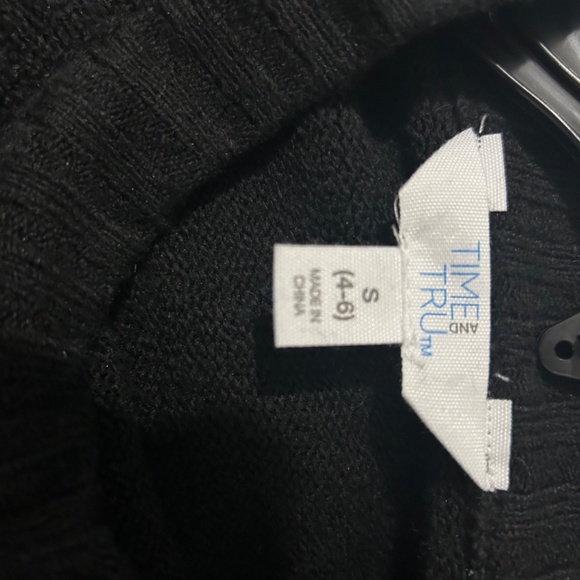 TIME
AND
TRU™
S
(4-6)
MADE IN
CHINA